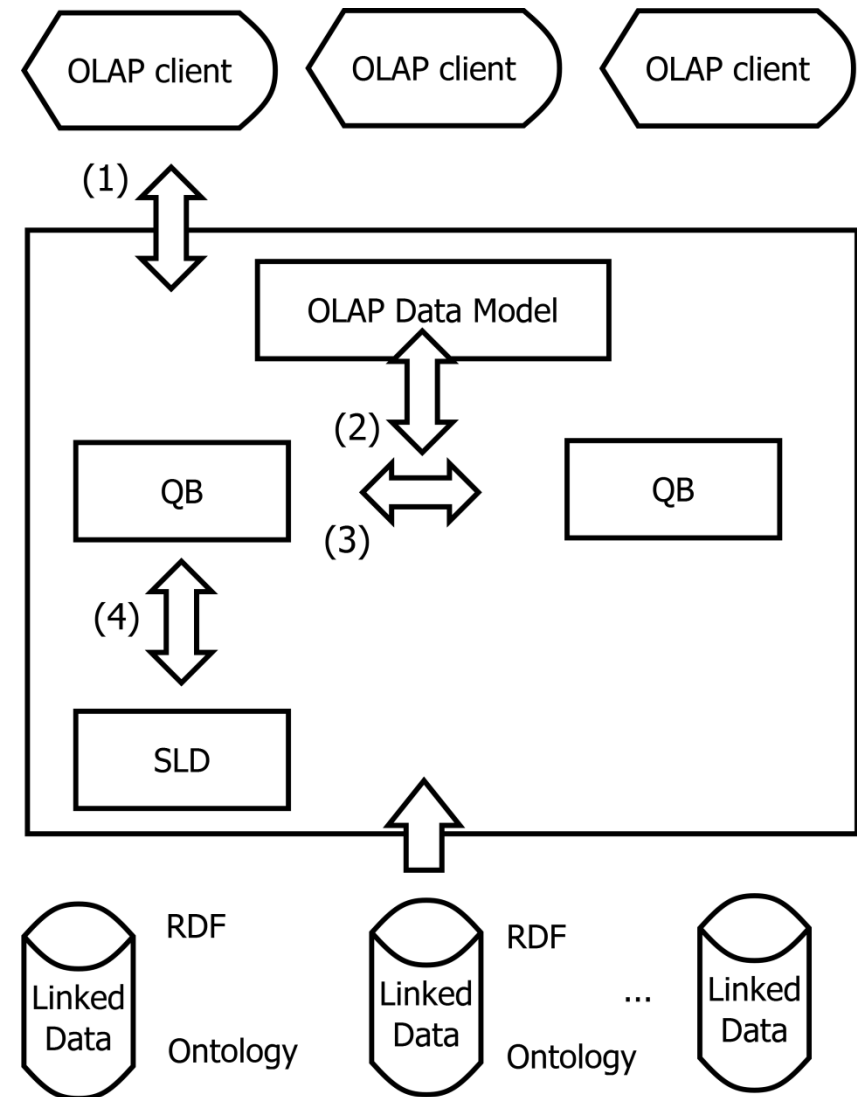 OLAP client
OLAP client
OLAP client
(1)
OLAP Data Model
(2)
QB
QB
(3)
(4)
SLD
RDF
RDF
Linked
Data
Linked
Data
...
Linked
Data
Ontology
Ontology